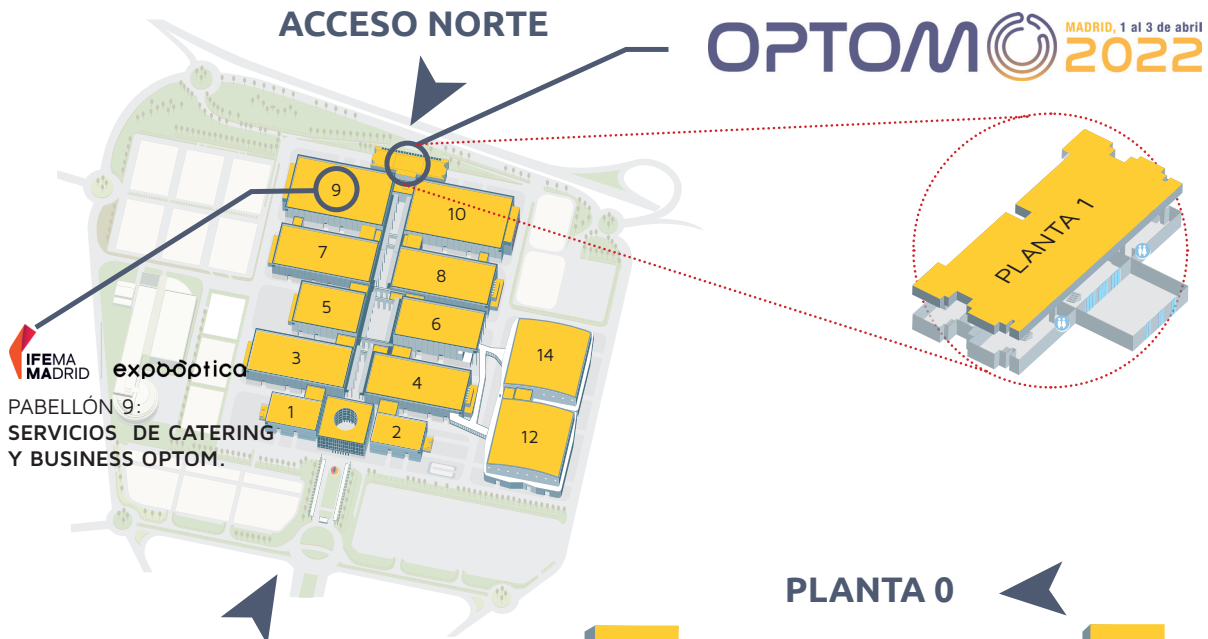 ACCESO NORTE
OPTOM
MADRID, 1 al 3 de abril
2022
PLANTA 1
9
10
7
8
5
6
3
4
14
12
1
2
IFEMA
MADRID
expoóptica
PABELLÓN 9:
SERVICIOS DE CATERING
Y BUSINESS OPTOM.
PLANTA 0